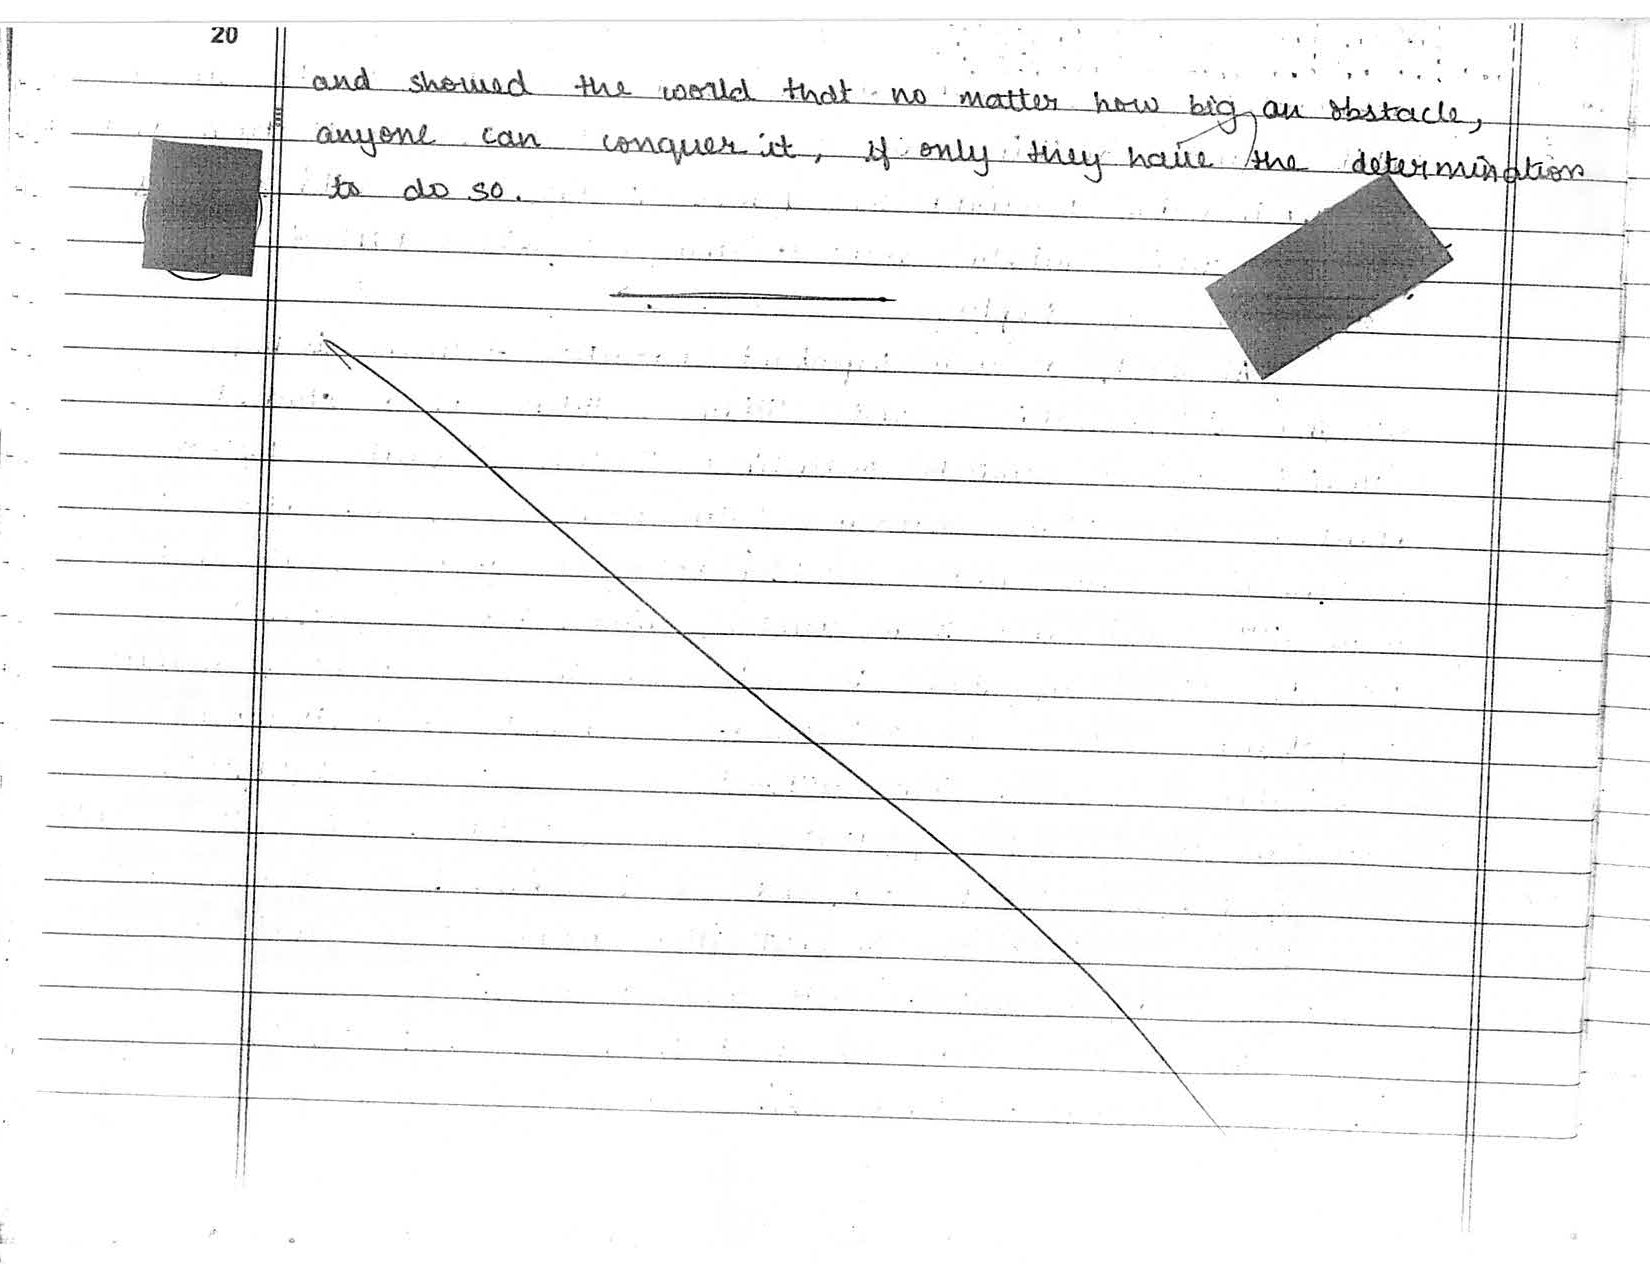 20
and showed the world that no matter how big an obstacle,
anyone can conquer it, if only they have the determination
to do so.